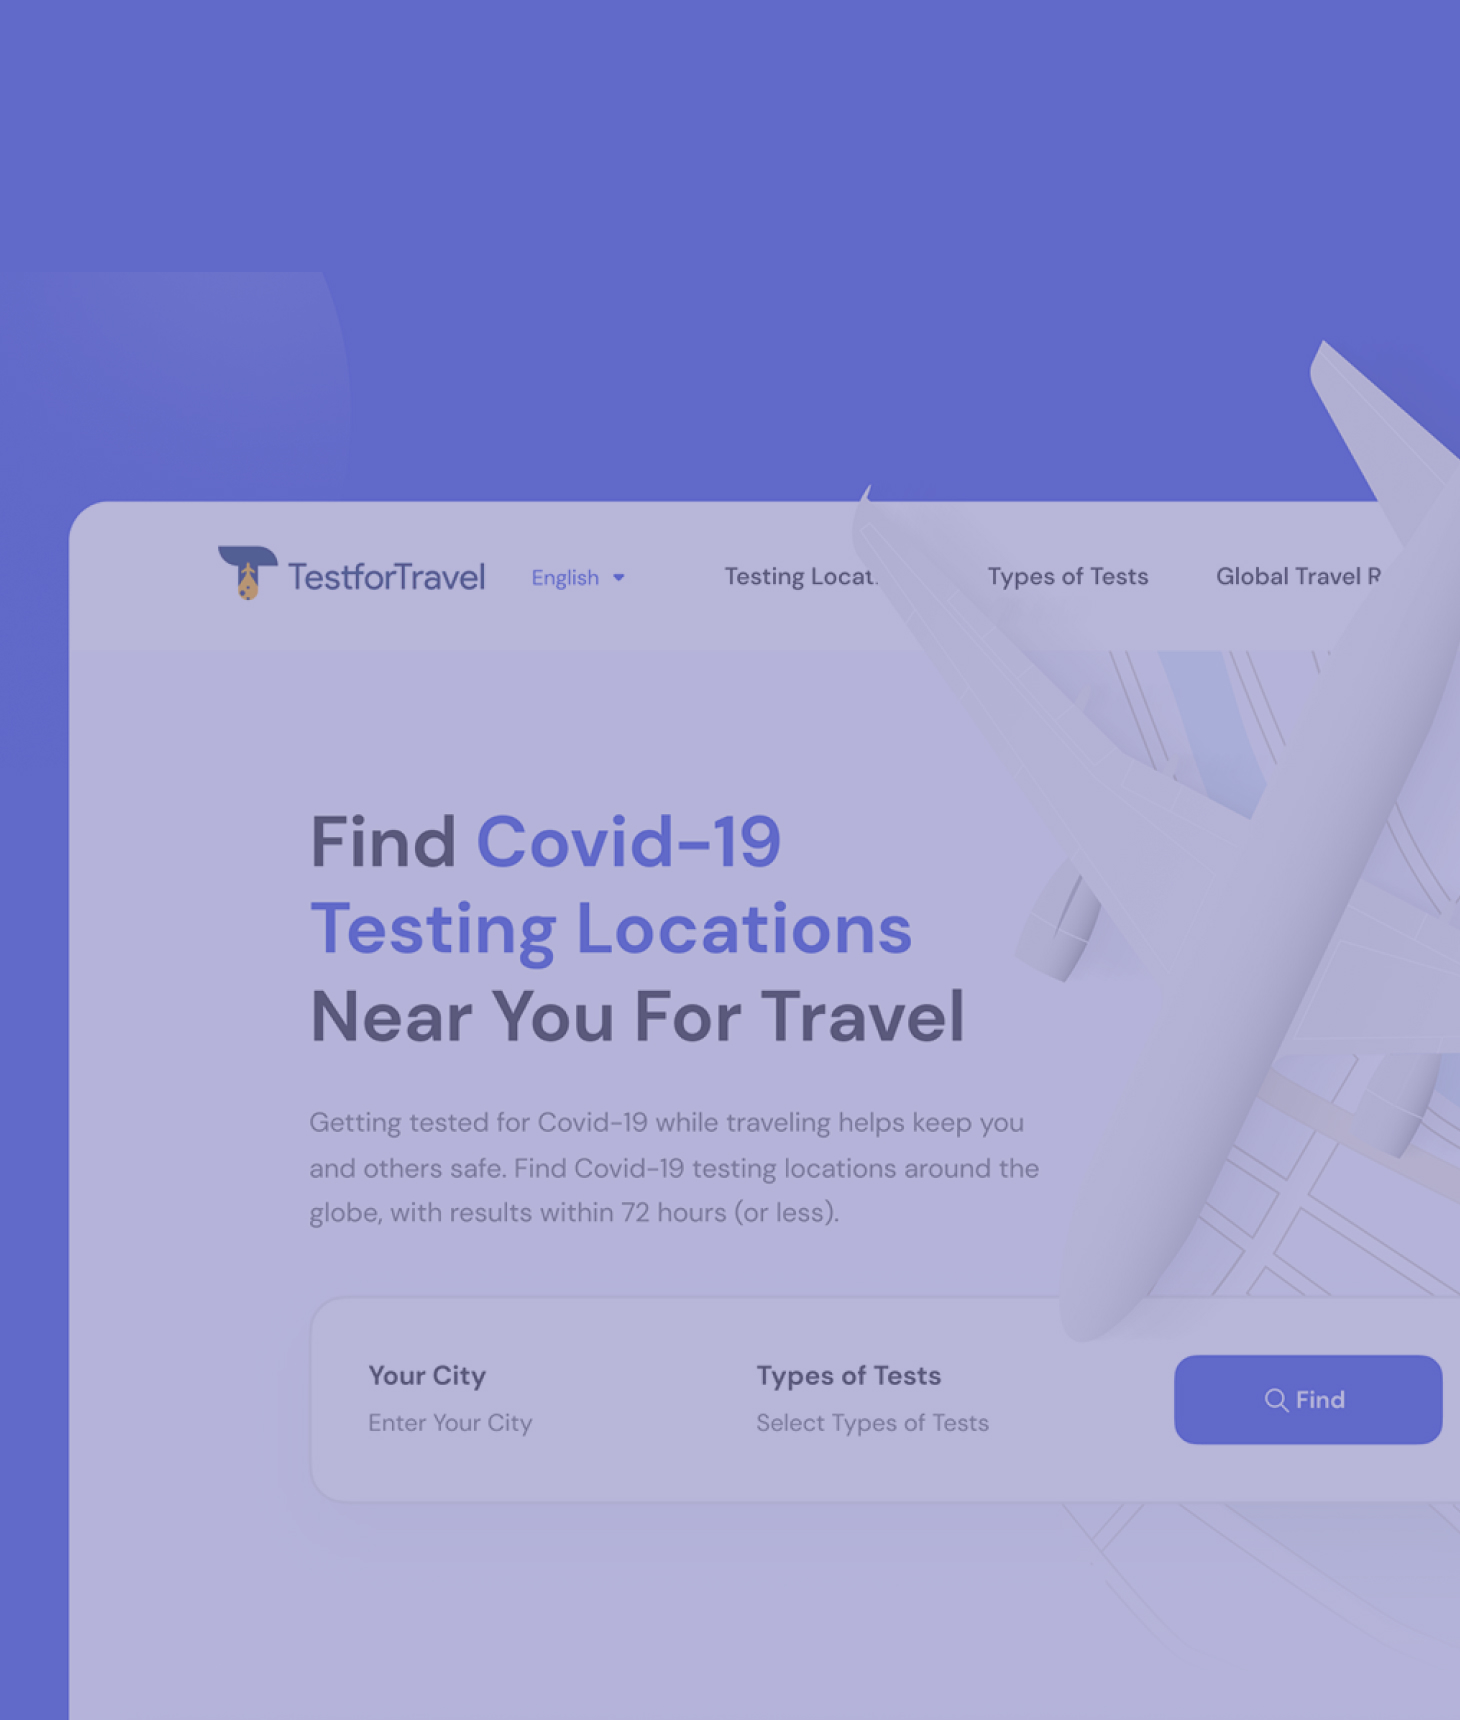 TestforTravel English Testing Locat Types of Tests Global Travel
Find Covid-19
Testing Locations
Near You For Travel
Getting tested for Covid-19 while traveling helps keep you
and others safe. Find Covid-19 testing locations around the
globe, with results within 72 hours (or less).
Your City Types of Tests
Find
Enter Your City Select Types of Tests